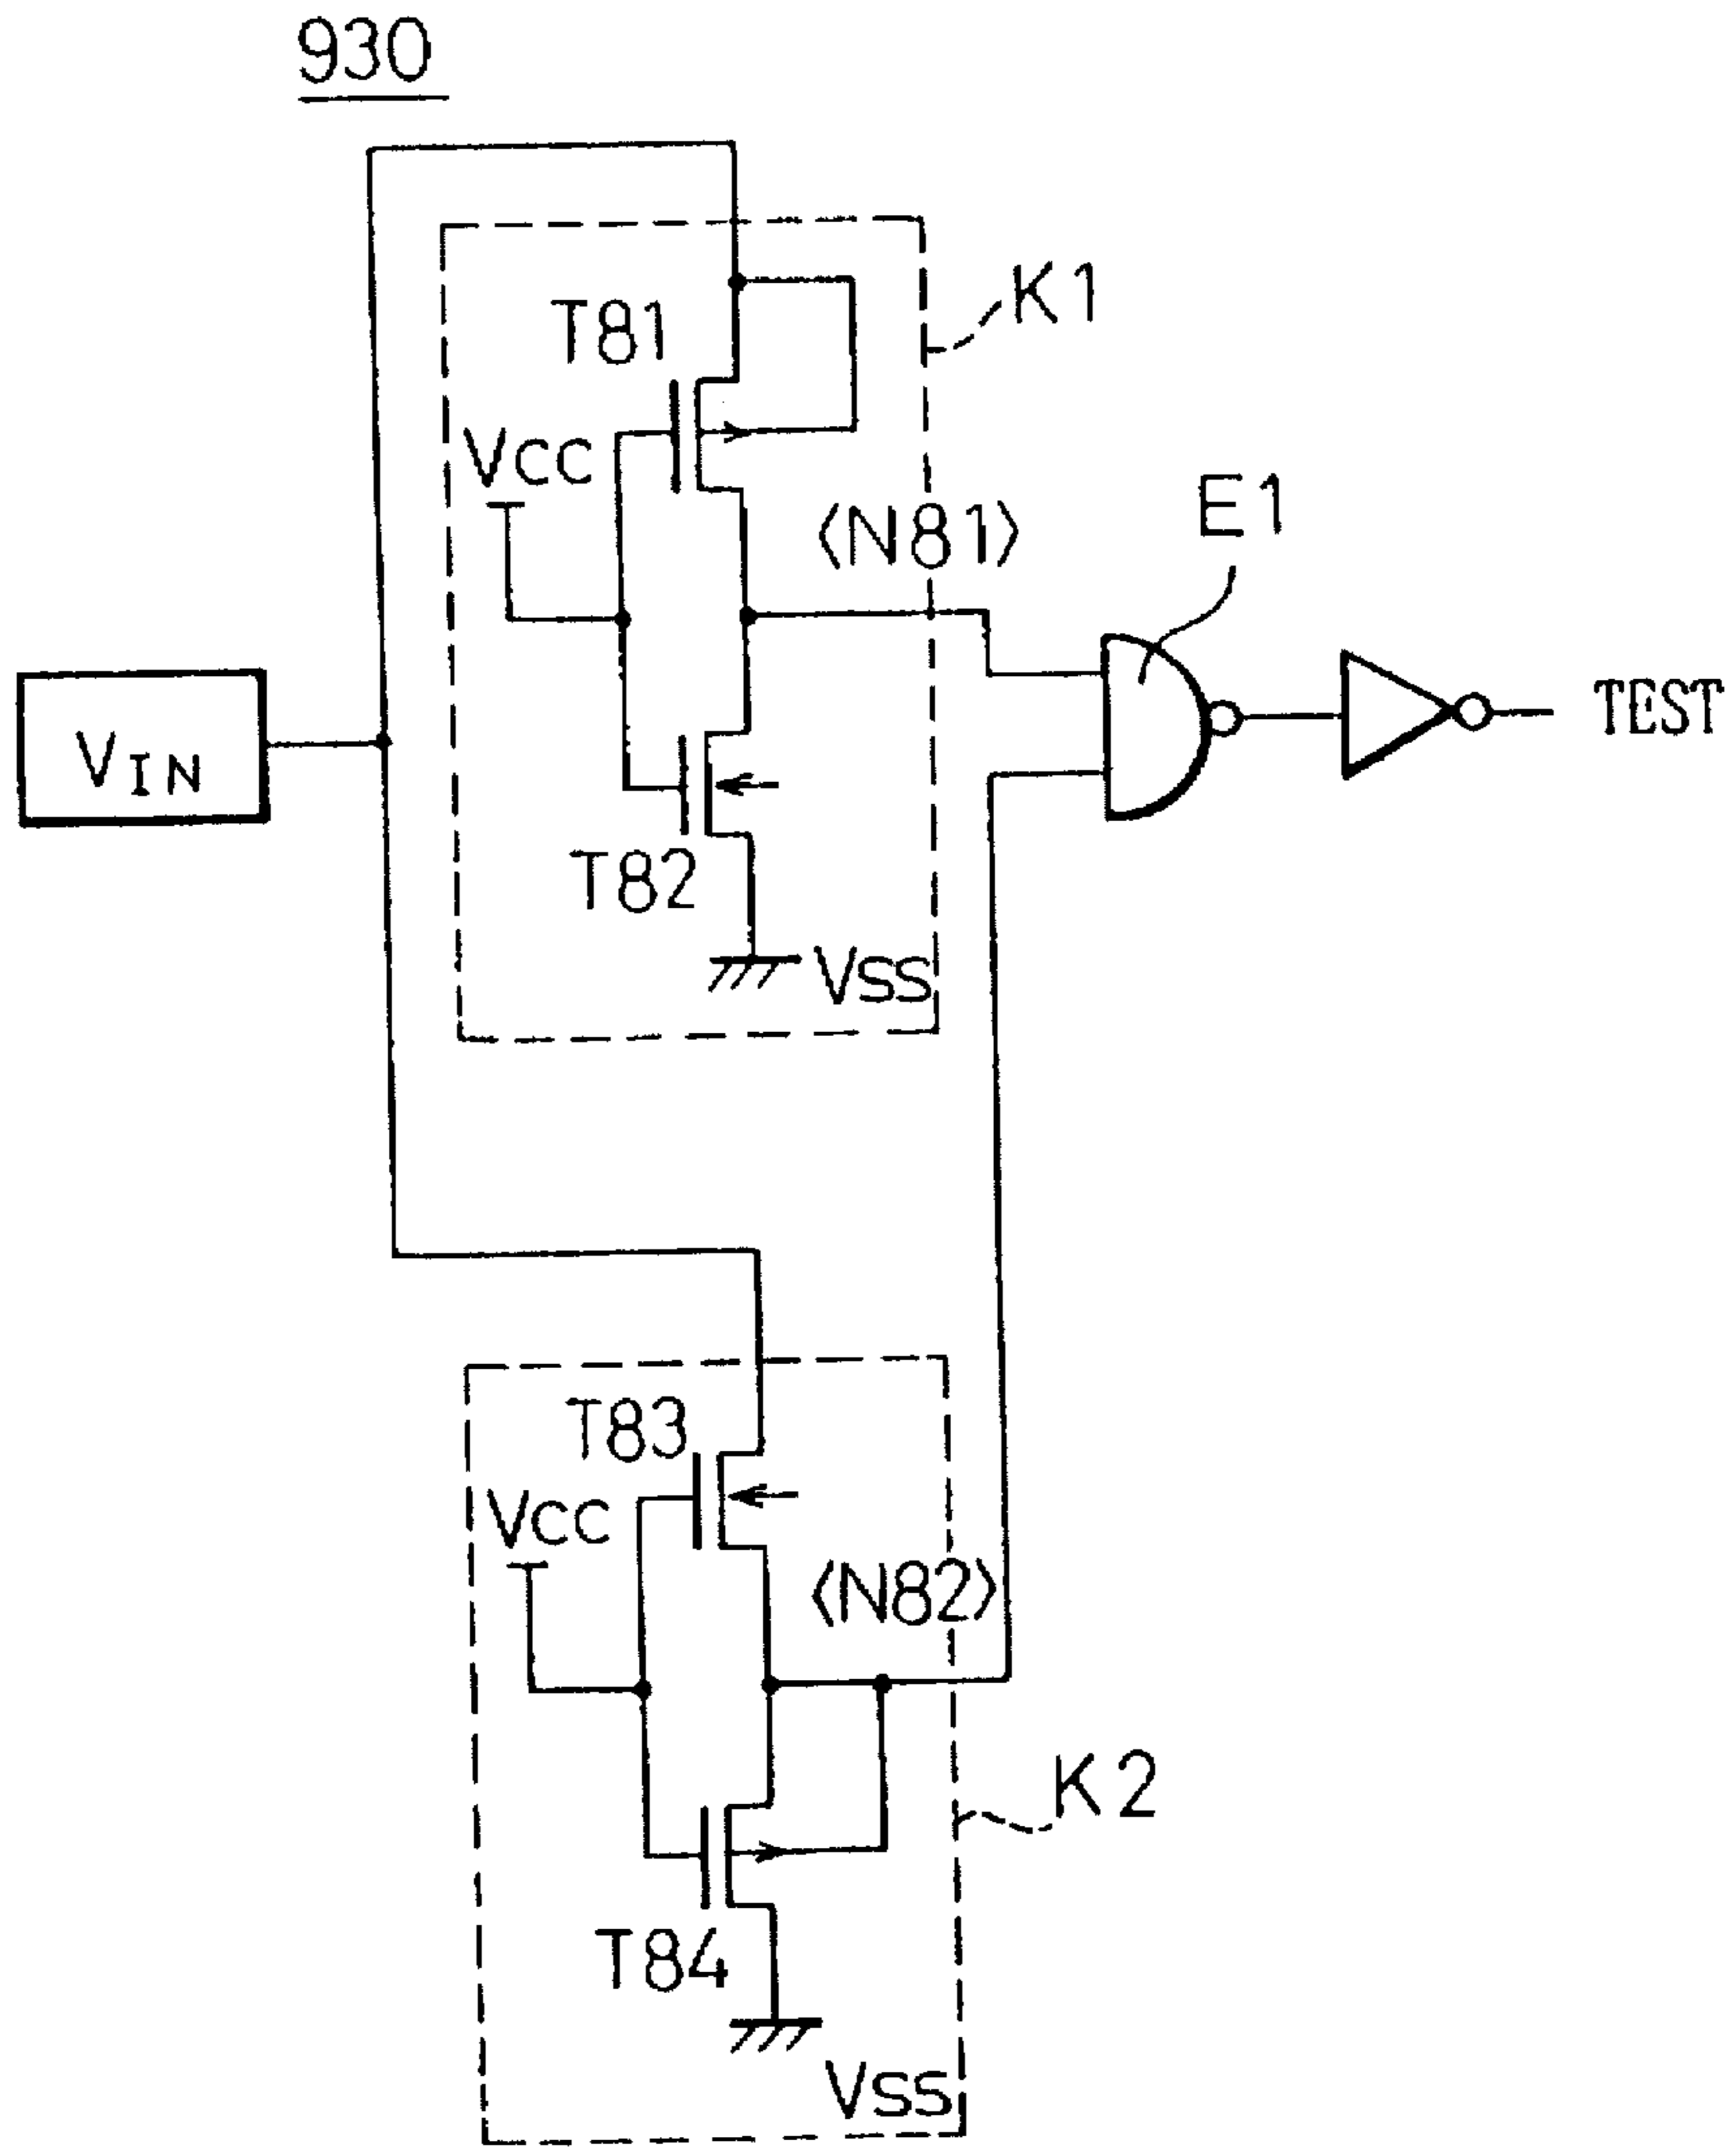 930
K1
T81
Vcc
⟨N81⟩
E1
VIN
TEST
T82
Vss
T83
Vcc
⟨N82⟩
K2
T84
Vss